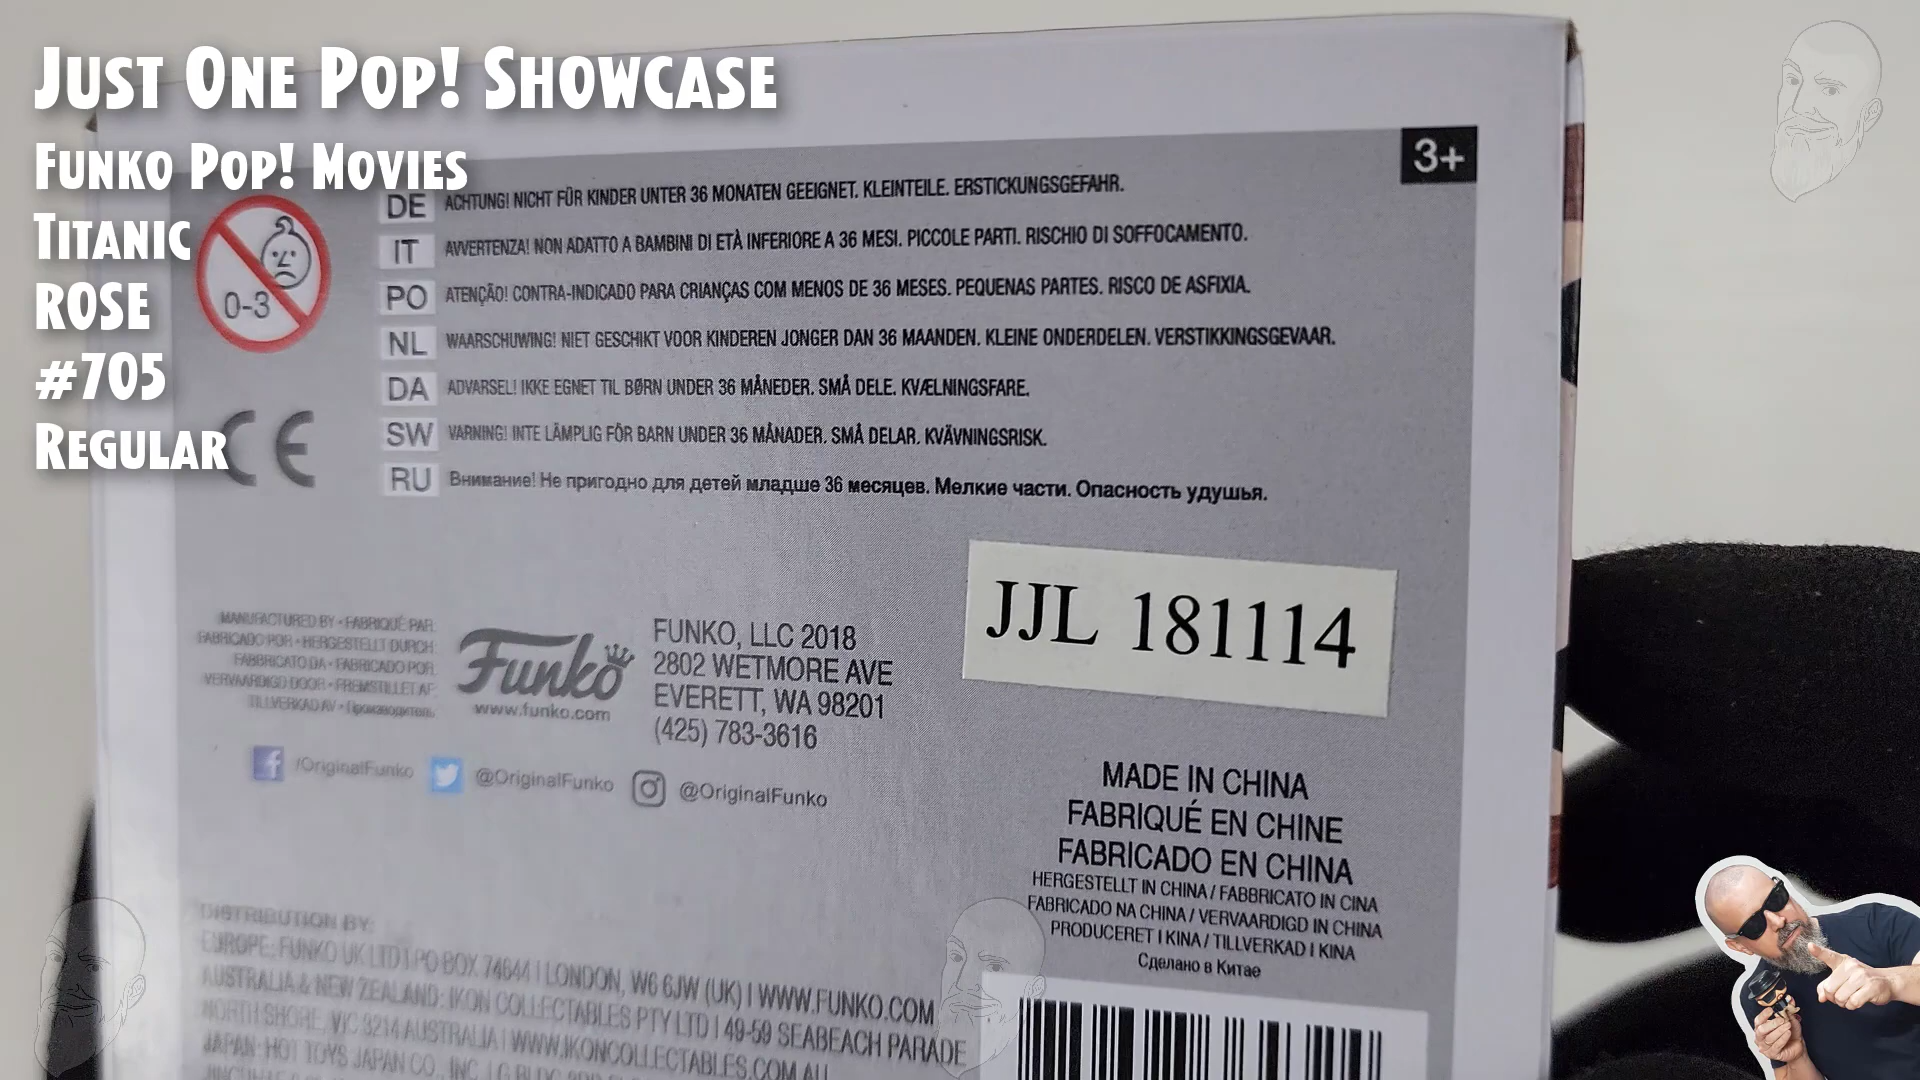 Just One Pop! Showcase
Funko Pop! Movies
Titanic
ROSE
#705
Regular
3+
0-3
DE ACHTUNG! NICHT FÜR KINDER UNTER 36 MONATEN GEEIGNET. KLEINTEILE. ERSTICKUNGSGEFAHR.
IT AVVERTENZA! NON ADATTO A BAMBINI DI ETÀ INFERIORE A 36 MESI. PICCOLE PARTI. RISCHIO DI SOFFOCAMENTO.
PO ATENÇÃO! CONTRA-INDICADO PARA CRIANÇAS COM MENOS DE 36 MESES. PEQUENAS PARTES. RISCO DE ASFIXIA.
NL WAARSCHUWING! NIET GESCHIKT VOOR KINDEREN JONGER DAN 36 MAANDEN. KLEINE ONDERDELEN. VERSTIKKINGSGEVAAR.
DA ADVARSEL! IKKE EGNET TIL BØRN UNDER 36 MÅNEDER. SMÅ DELE. KVÆLNINGSFARE.
SW VARNING! INTE LÄMPLIG FÖR BARN UNDER 36 MÅNADER. SMÅ DELAR. KVÄVNINGSRISK.
RU Внимание! Не пригодно для детей младше 36 месяцев. Мелкие части. Опасность удушья.
CE
JJL 181114
MANUFACTURED BY • FABRIQUÉ PAR
FABRICADO POR • HERGESTELLT DURCH
FABBRICATO DA • FABRICADO POR
VERVAARDIGD DOOR • FREMSTILLET AF
TILLVERKAD AV • Производитель
Funko
www.funko.com
FUNKO, LLC 2018
2802 WETMORE AVE
EVERETT, WA 98201
(425) 783-3616
/OriginalFunko @OriginalFunko @OriginalFunko
MADE IN CHINA
FABRIQUÉ EN CHINE
FABRICADO EN CHINA
HERGESTELLT IN CHINA / FABBRICATO IN CINA
FABRICADO NA CHINA / VERVAARDIGD IN CHINA
PRODUCERET I KINA / TILLVERKAD I KINA
Сделано в Китае
DISTRIBUTION BY:
EUROPE: FUNKO UK LTD | PO BOX 74644 | LONDON, W6 6JW (UK) | WWW.FUNKO.COM
AUSTRALIA & NEW ZEALAND: IKON COLLECTABLES PTY LTD | 49-59 SEABEACH PARADE
NORTH SHORE, VIC 3214 AUSTRALIA | WWW.IKONCOLLECTABLES.COM.AU
JAPAN: HOT TOYS JAPAN CO., INC.